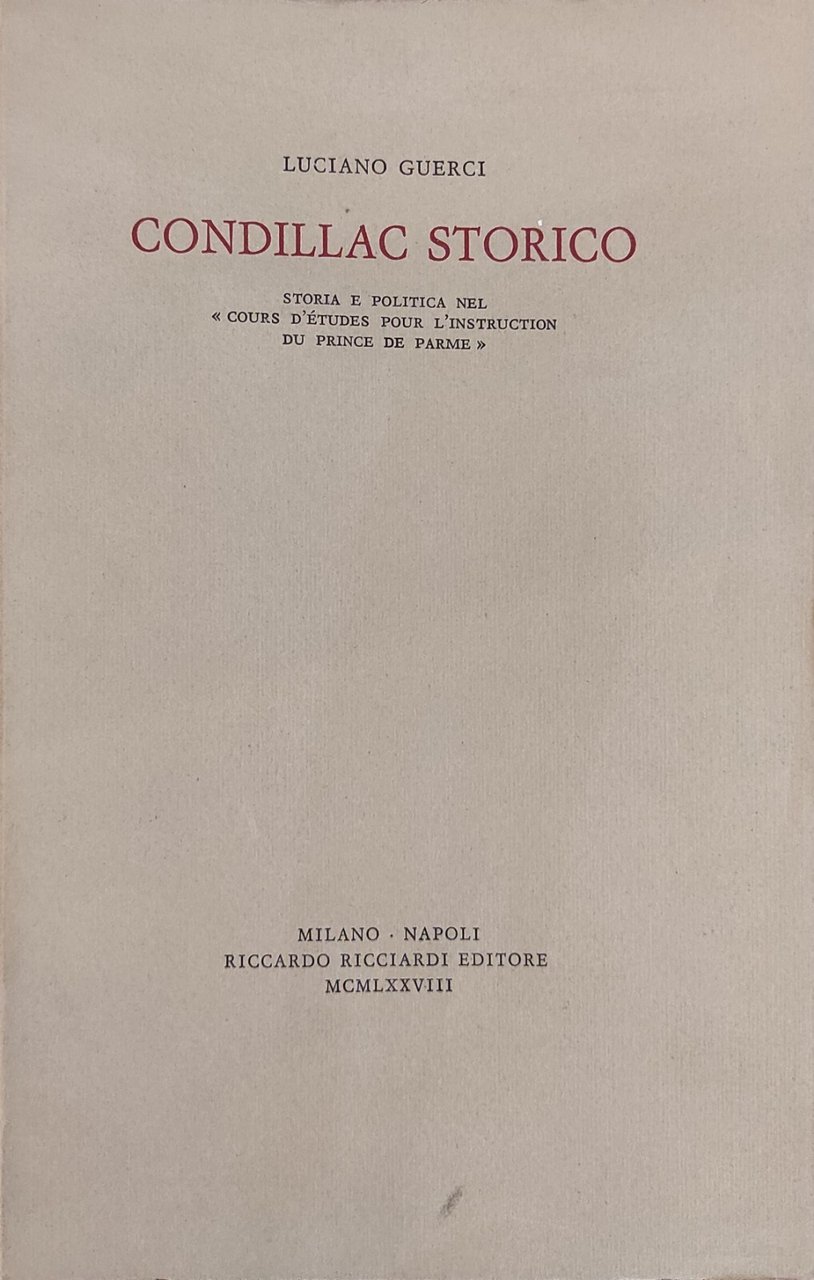 LUCIANO GUERCI
CONDILLAC STORICO
STORIA E POLITICA NEL
« COURS D'ÉTUDES POUR L'INSTRUCTION
DU PRINCE DE PARME »
MILANO · NAPOLI
RICCARDO RICCIARDI EDITORE
MCMLXXVIII